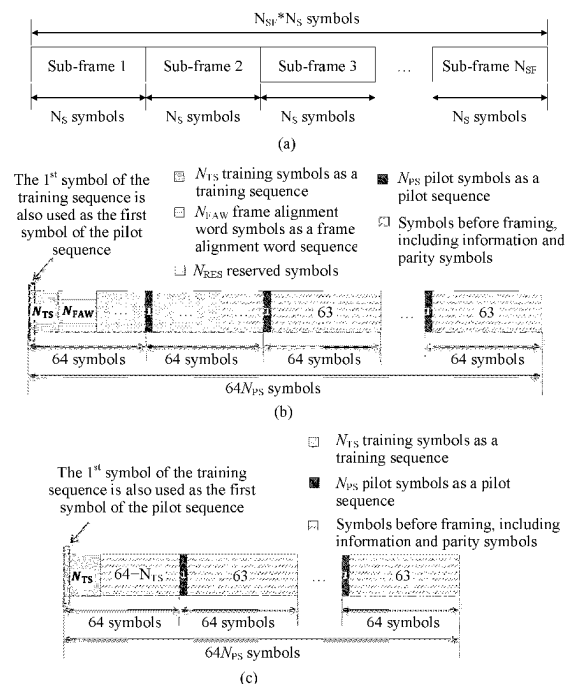 N_SF*N_S symbols
Sub-frame 1 Sub-frame 2 Sub-frame 3 … Sub-frame N_SF
N_S symbols N_S symbols N_S symbols N_S symbols
(a)
The 1st symbol of the
training sequence is
also used as the first
symbol of the pilot
sequence
N_TS training symbols as a
training sequence
N_FAW frame alignment
word symbols as a frame
alignment word sequence
N_RES reserved symbols
N_PS pilot symbols as a
pilot sequence
Symbols before framing,
including information and
parity symbols
N_TS N_FAW … 1 … 1 63 … 1 63
64 symbols 64 symbols 64 symbols 64 symbols
64N_PS symbols
(b)
The 1st symbol of the training
sequence is also used as the first
symbol of the pilot sequence
N_TS training symbols as a
training sequence
N_PS pilot symbols as a pilot
sequence
Symbols before framing, including
information and parity symbols
N_TS 64−N_TS 1 63 … 1 63
64 symbols 64 symbols 64 symbols
64N_PS symbols
(c)